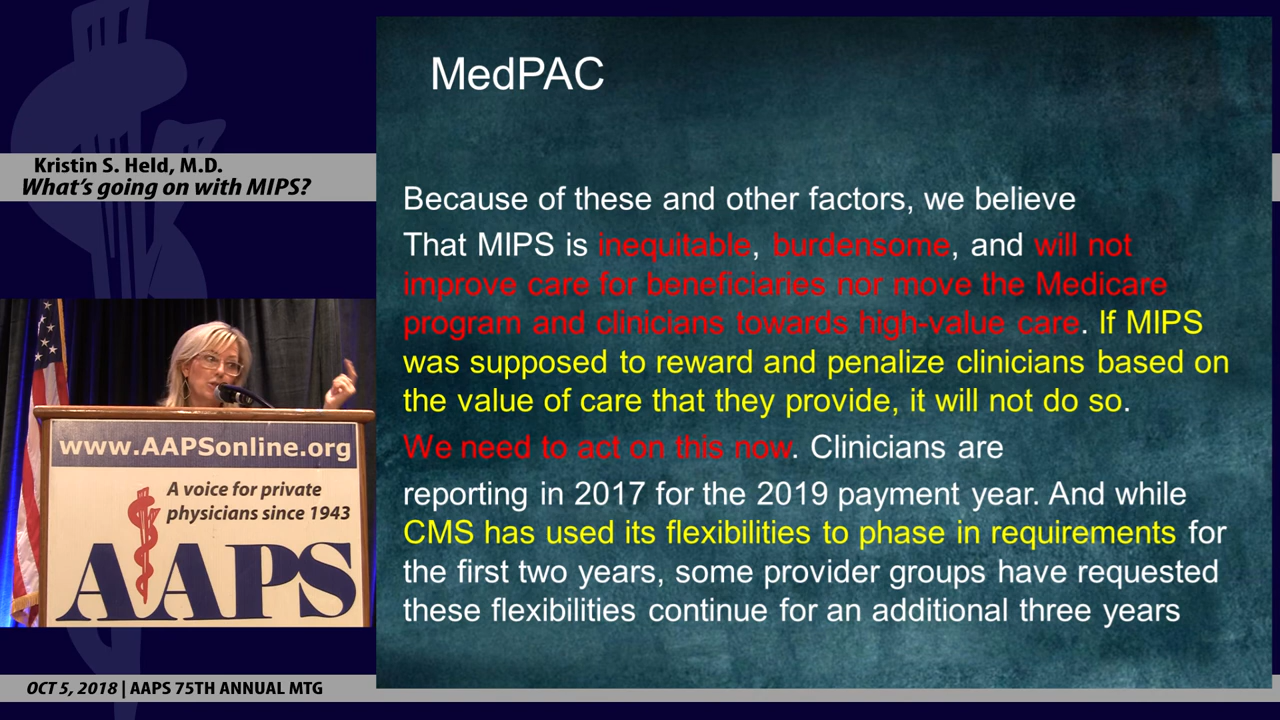 Kristin S. Held, M.D.
What's going on with MIPS?
www.AAPSonline.org
A voice for private
physicians since 1943
AAPS
OCT 5, 2018 | AAPS 75TH ANNUAL MTG
MedPAC
Because of these and other factors, we believe
That MIPS is inequitable, burdensome, and will not
improve care for beneficiaries nor move the Medicare
program and clinicians towards high-value care. If MIPS
was supposed to reward and penalize clinicians based on
the value of care that they provide, it will not do so.
We need to act on this now. Clinicians are
reporting in 2017 for the 2019 payment year. And while
CMS has used its flexibilities to phase in requirements for
the first two years, some provider groups have requested
these flexibilities continue for an additional three years